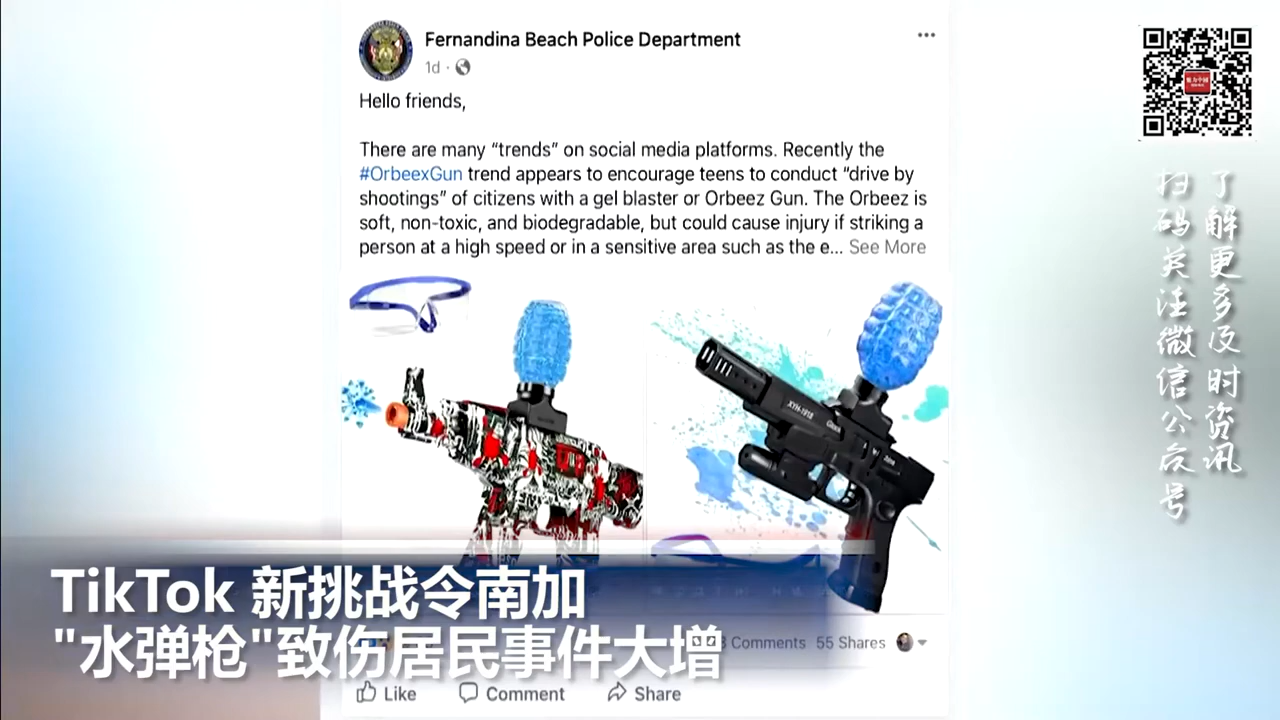 Fernandina Beach Police Department
1d ·
Hello friends,
There are many “trends” on social media platforms. Recently the
#OrbeexGun trend appears to encourage teens to conduct “drive by
shootings” of citizens with a gel blaster or Orbeez Gun. The Orbeez is
soft, non-toxic, and biodegradable, but could cause injury if striking a
person at a high speed or in a sensitive area such as the e... See More
了解更多及时资讯
扫码关注微信公众号
XYH-1918
TikTok 新挑战令南加
"水弹枪"致伤居民事件大增
Comments 55 Shares
Like Comment Share